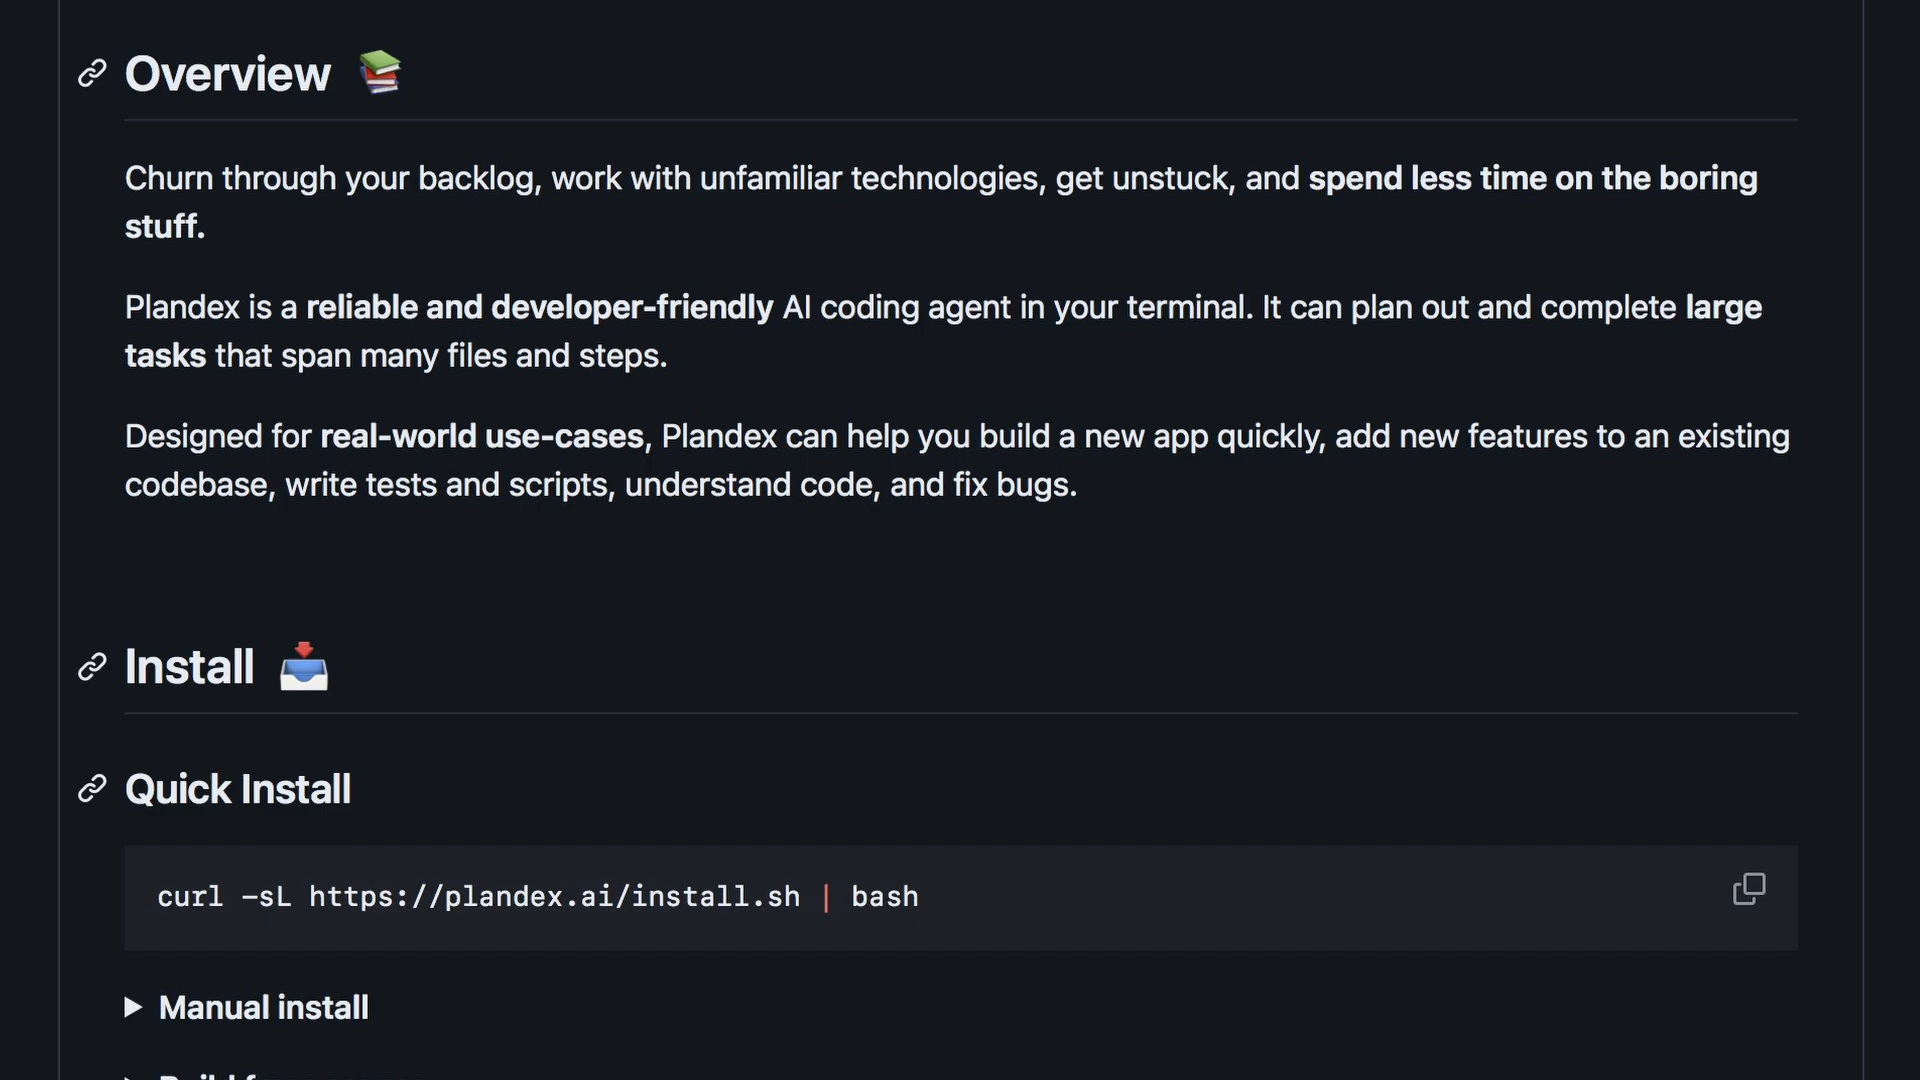 Overview
Churn through your backlog, work with unfamiliar technologies, get unstuck, and spend less time on the boring
stuff.
Plandex is a reliable and developer-friendly AI coding agent in your terminal. It can plan out and complete large
tasks that span many files and steps.
Designed for real-world use-cases, Plandex can help you build a new app quickly, add new features to an existing
codebase, write tests and scripts, understand code, and fix bugs.
Install
Quick Install
curl -sL https://plandex.ai/install.sh | bash
Manual install